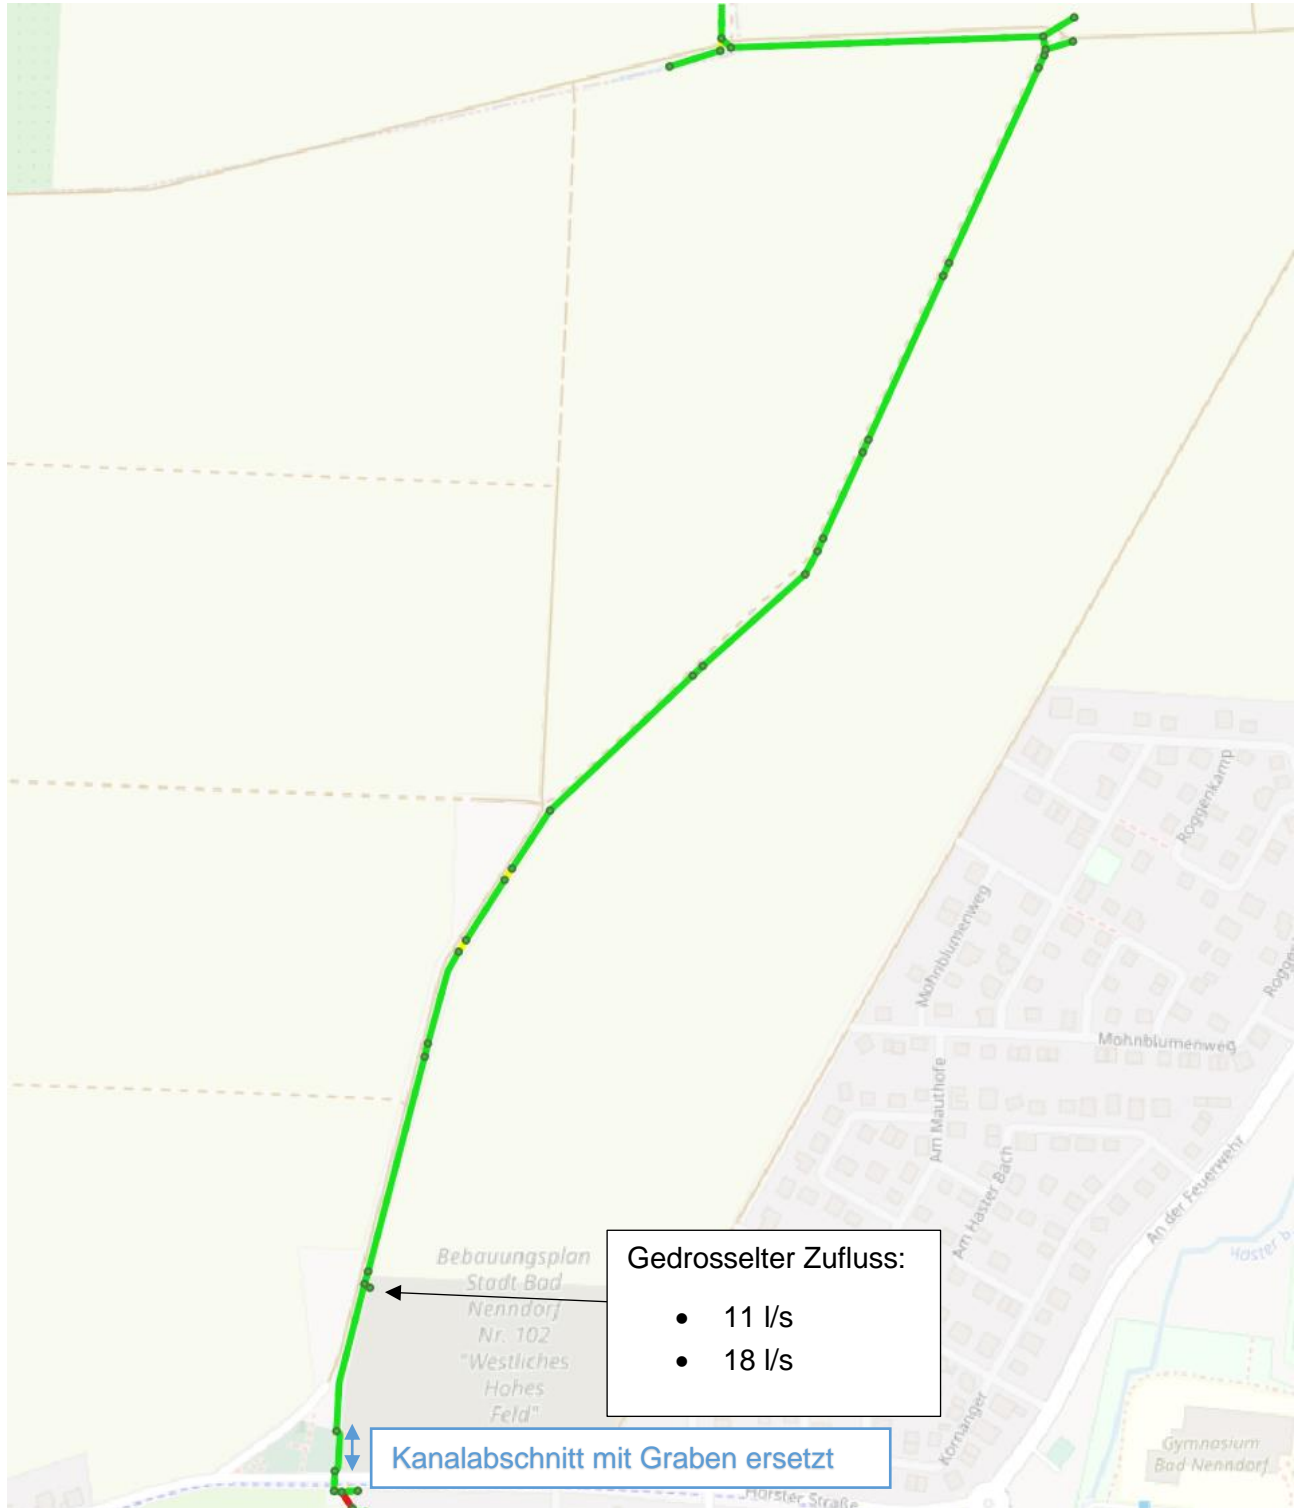 Roggenkamp
Mohnblumenweg
Mohnblumenweg
Am Mauthofe
Am Haster Bach
An der Feuerwehr
Bebauungsplan
Stadt Bad
Nenndorf
Nr. 102
"Westliches
Hohes
Feld"
Gedrosselter Zufluss:
• 11 l/s
• 18 l/s
Kornanger
Kanalabschnitt mit Graben ersetzt
Gymnasium
Bad Nenndorf
Horster Straße